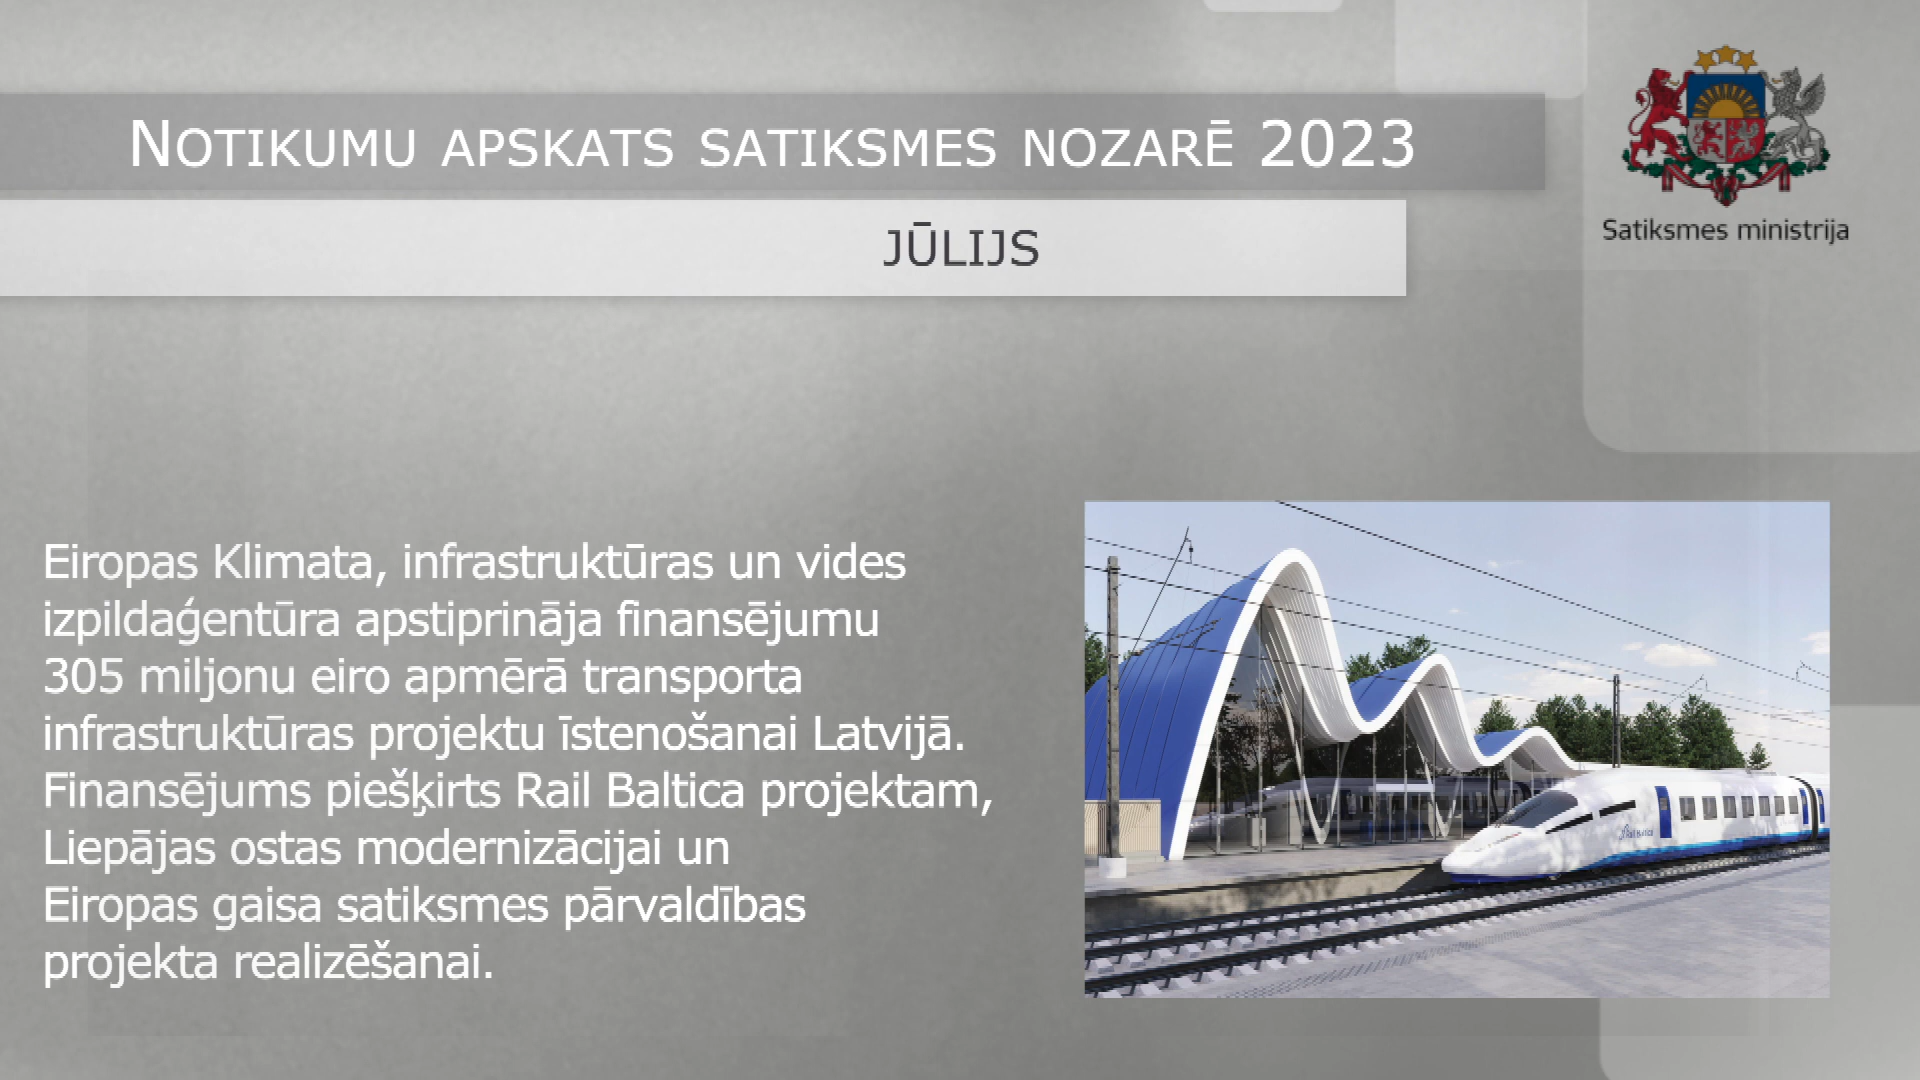 NOTIKUMU APSKATS SATIKSMES NOZARĒ 2023
JŪLIJS
Satiksmes ministrija
Eiropas Klimata, infrastruktūras un vides
izpildaģentūra apstiprināja finansējumu
305 miljonu eiro apmērā transporta
infrastruktūras projektu īstenošanai Latvijā.
Finansējums piešķirts Rail Baltica projektam,
Liepājas ostas modernizācijai un
Eiropas gaisa satiksmes pārvaldības
projekta realizēšanai.
Rail Baltica